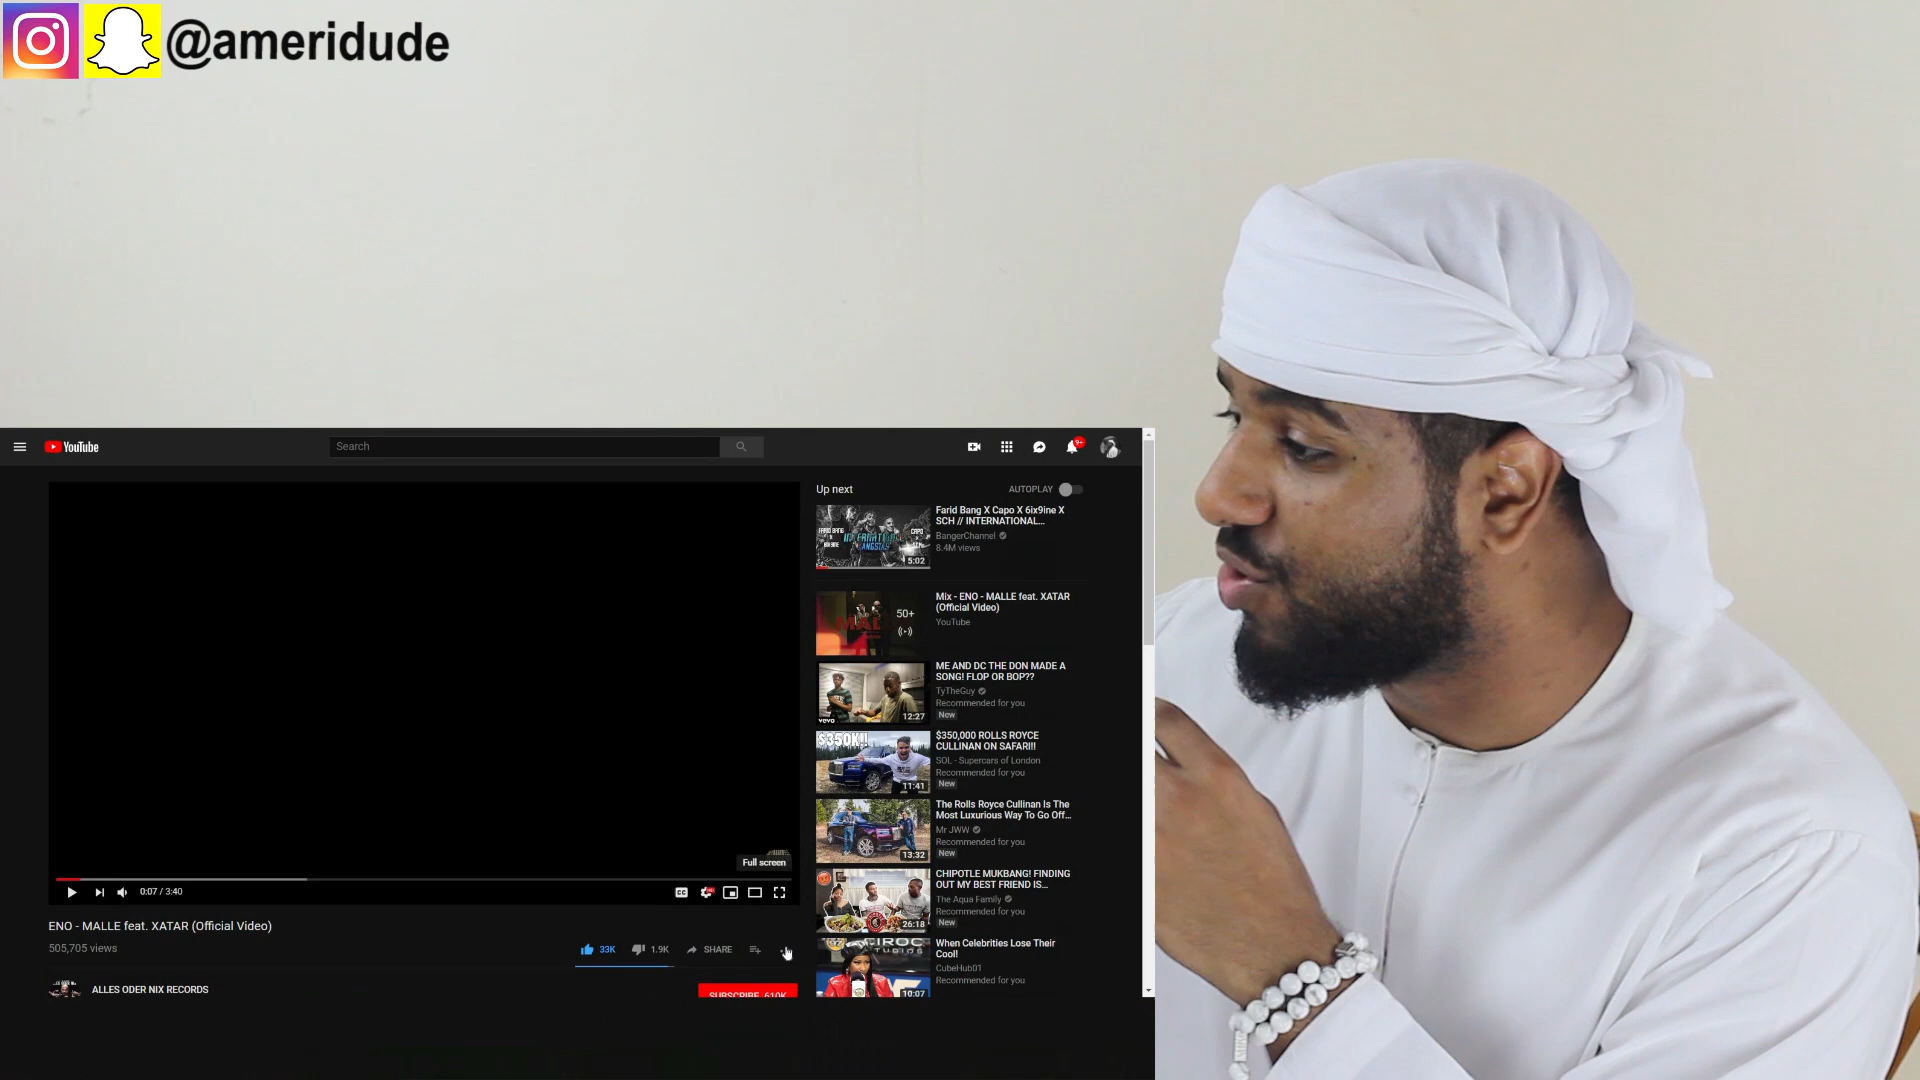 @ameridude
YouTube
Search
9+
Up next
AUTOPLAY
Farid Bang X Capo X 6ix9ine X
SCH // INTERNATIONAL...
BangerChannel
8.4M views
5:02
Mix - ENO - MALLE feat. XATAR
(Official Video)
YouTube
50+
ME AND DC THE DON MADE A
SONG! FLOP OR BOP??
TyTheGuy
Recommended for you
New
vevo
12:27
$350K!!
$350,000 ROLLS ROYCE
CULLINAN ON SAFARI!!
SOL - Supercars of London
Recommended for you
New
11:41
The Rolls Royce Cullinan Is The
Most Luxurious Way To Go Off...
Mr JWW
Recommended for you
New
13:32
CHIPOTLE MUKBANG! FINDING
OUT MY BEST FRIEND IS...
The Aqua Family
Recommended for you
New
26:18
When Celebrities Lose Their
Cool!
CubeHub01
Recommended for you
10:07
Full screen
0:07 / 3:40
CC
ENO - MALLE feat. XATAR (Official Video)
505,705 views
33K
1.9K
SHARE
ALLES ODER NIX RECORDS
SUBSCRIBE 610K